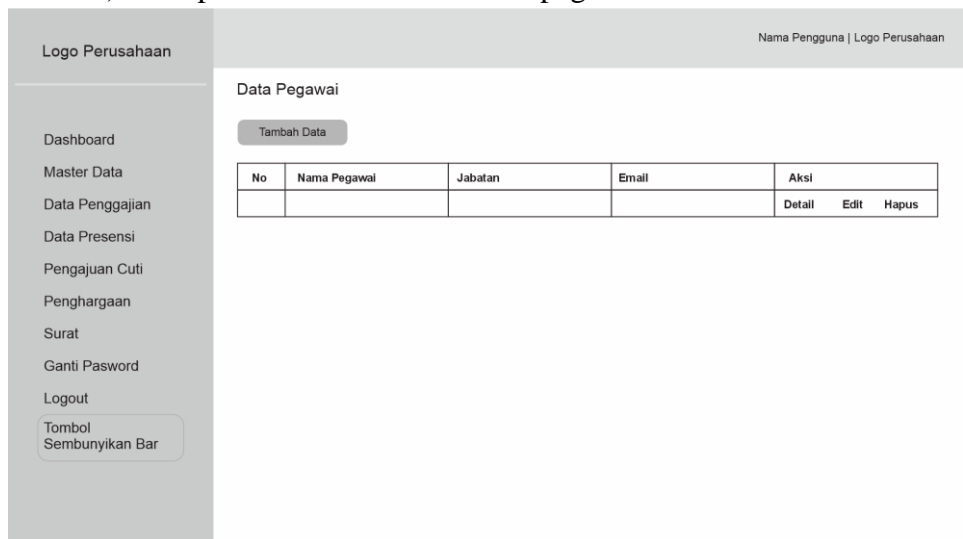 Logo Perusahaan
Nama Pengguna | Logo Perusahaan
Data Pegawai
Tambah Data
Dashboard
Master Data
Data Penggajian
Data Presensi
Pengajuan Cuti
Penghargaan
Surat
Ganti Pasword
Logout
Tombol
Sembunyikan Bar
No Nama Pegawai Jabatan Email Aksi
Detail Edit Hapus